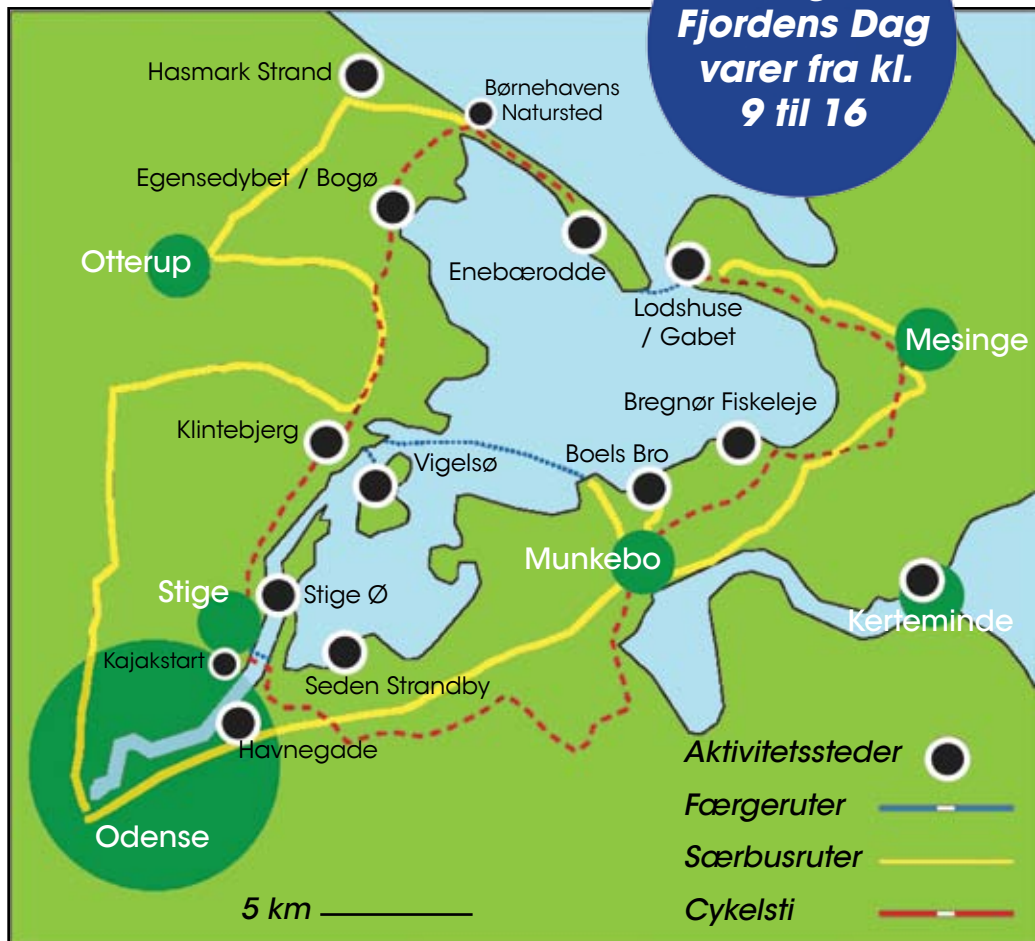 Fjordens Dag
varer fra kl.
9 til 16
Hasmark Strand
Børnehavens
Natursted
Egensedybet / Bogø
Otterup
Enebærodde
Lodshuse
/ Gabet
Mesinge
Bregnør Fiskeleje
Klintebjerg
Vigelsø
Boels Bro
Munkebo
Stige
Stige Ø
Kerteminde
Kajakstart
Seden Strandby
Havnegade
Odense
5 km
Aktivitetssteder
Færgeruter
Særbusruter
Cykelsti